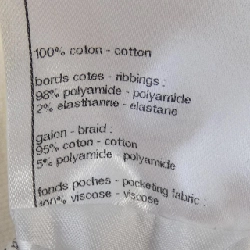 100% coton - cotton
bords cotes - ribbings :
98% polyamide - polyamide
2% elasthanne - elastane
galon - braid :
95% coton - cotton
5% polyamide - polyamide
fonds poches - pocketing fabric :
100% viscose - viscose